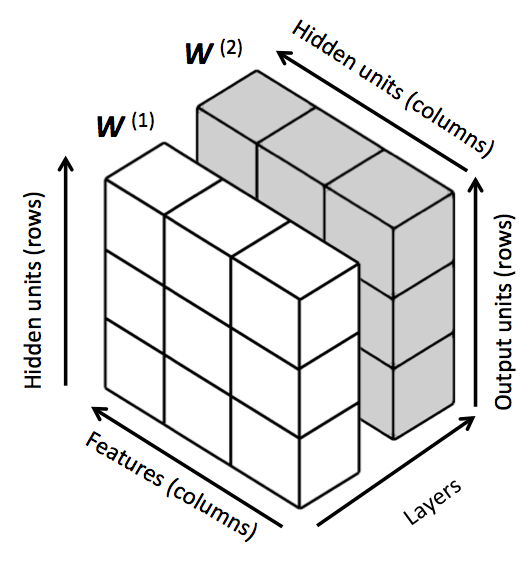 W (2)
Hidden units (columns)
W (1)
Hidden units (rows)
Output units (rows)
Features (columns)
Layers